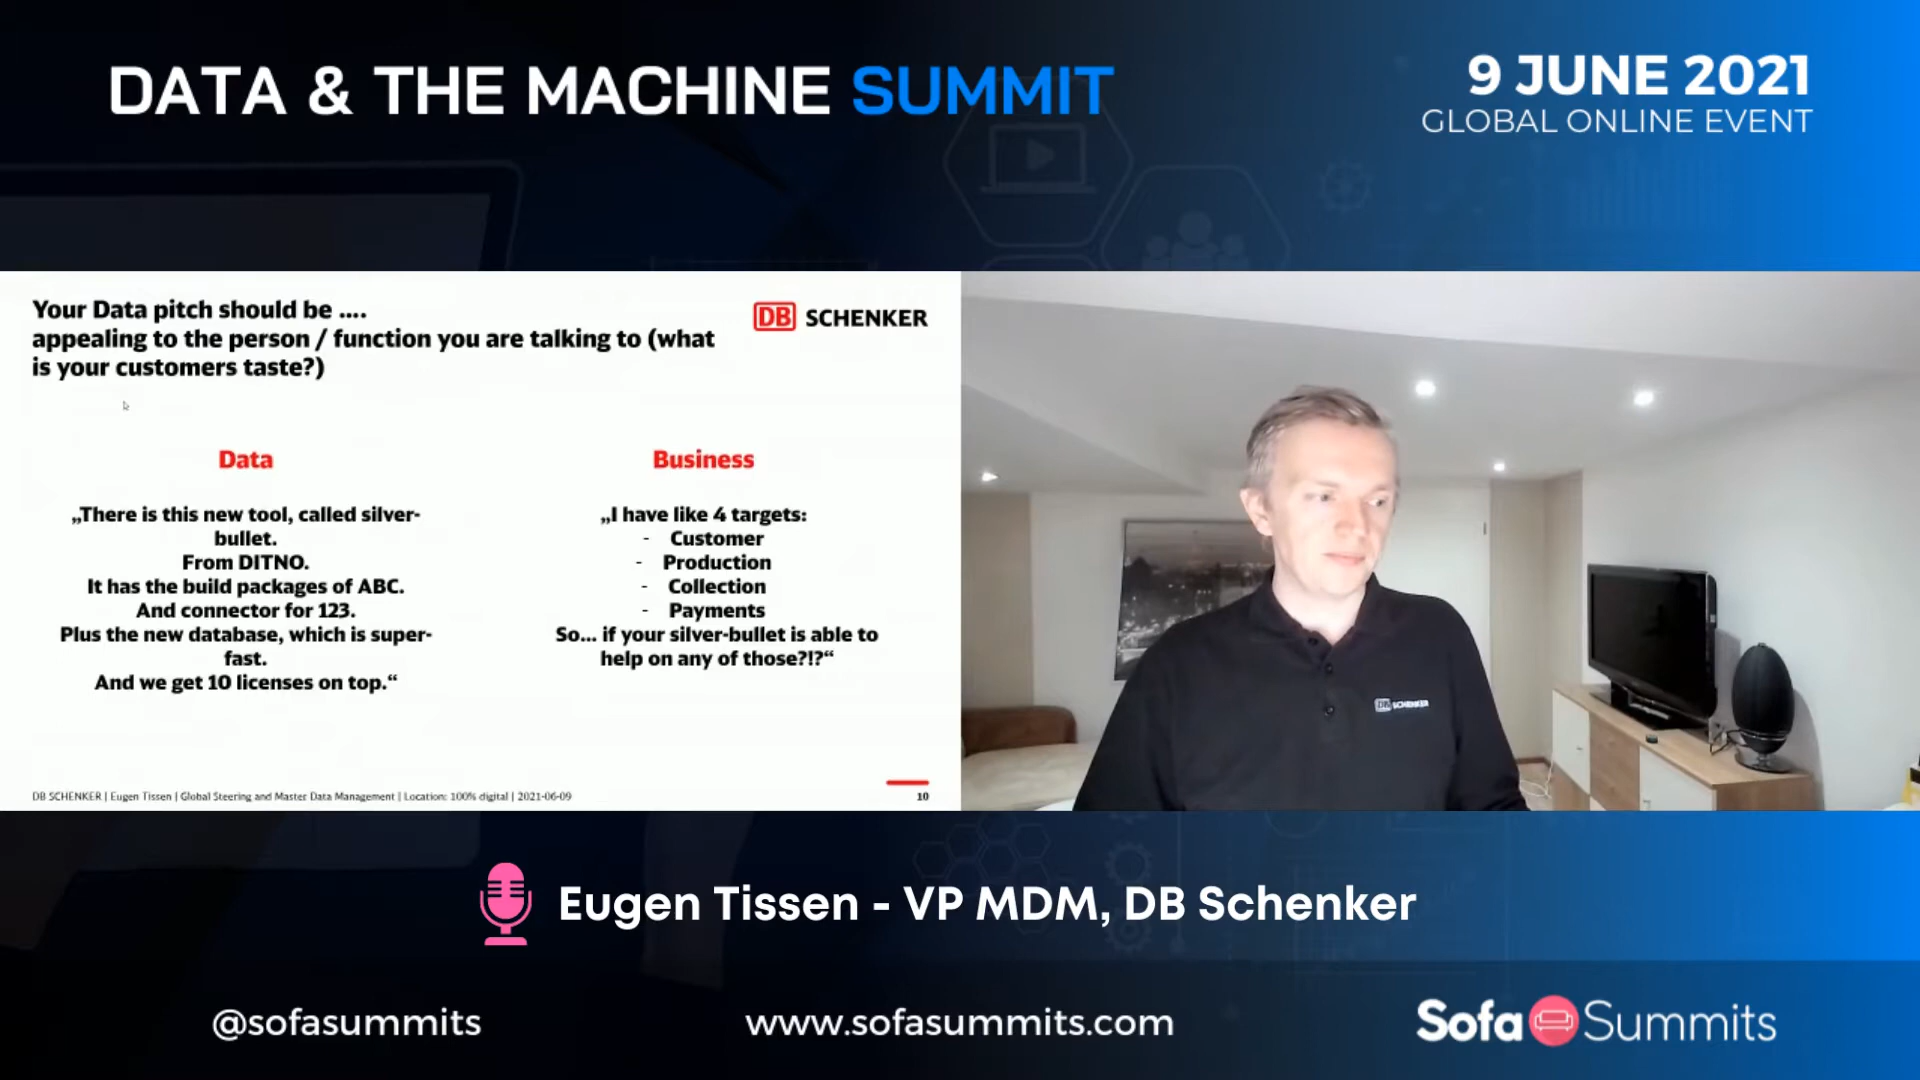 DATA & THE MACHINE SUMMIT
9 JUNE 2021
GLOBAL ONLINE EVENT
Your Data pitch should be ....
appealing to the person / function you are talking to (what
is your customers taste?)
DB SCHENKER
Data
„There is this new tool, called silver-
bullet.
From DITNO.
It has the build packages of ABC.
And connector for 123.
Plus the new database, which is super-
fast.
And we get 10 licenses on top.“
Business
„I have like 4 targets:
- Customer
- Production
- Collection
- Payments
So... if your silver-bullet is able to
help on any of those?!?“
DB SCHENKER | Eugen Tissen | Global Steering and Master Data Management | Location: 100% digital | 2021-06-09
10
DB SCHENKER
Eugen Tissen - VP MDM, DB Schenker
@sofasummits
www.sofasummits.com
Sofa Summits